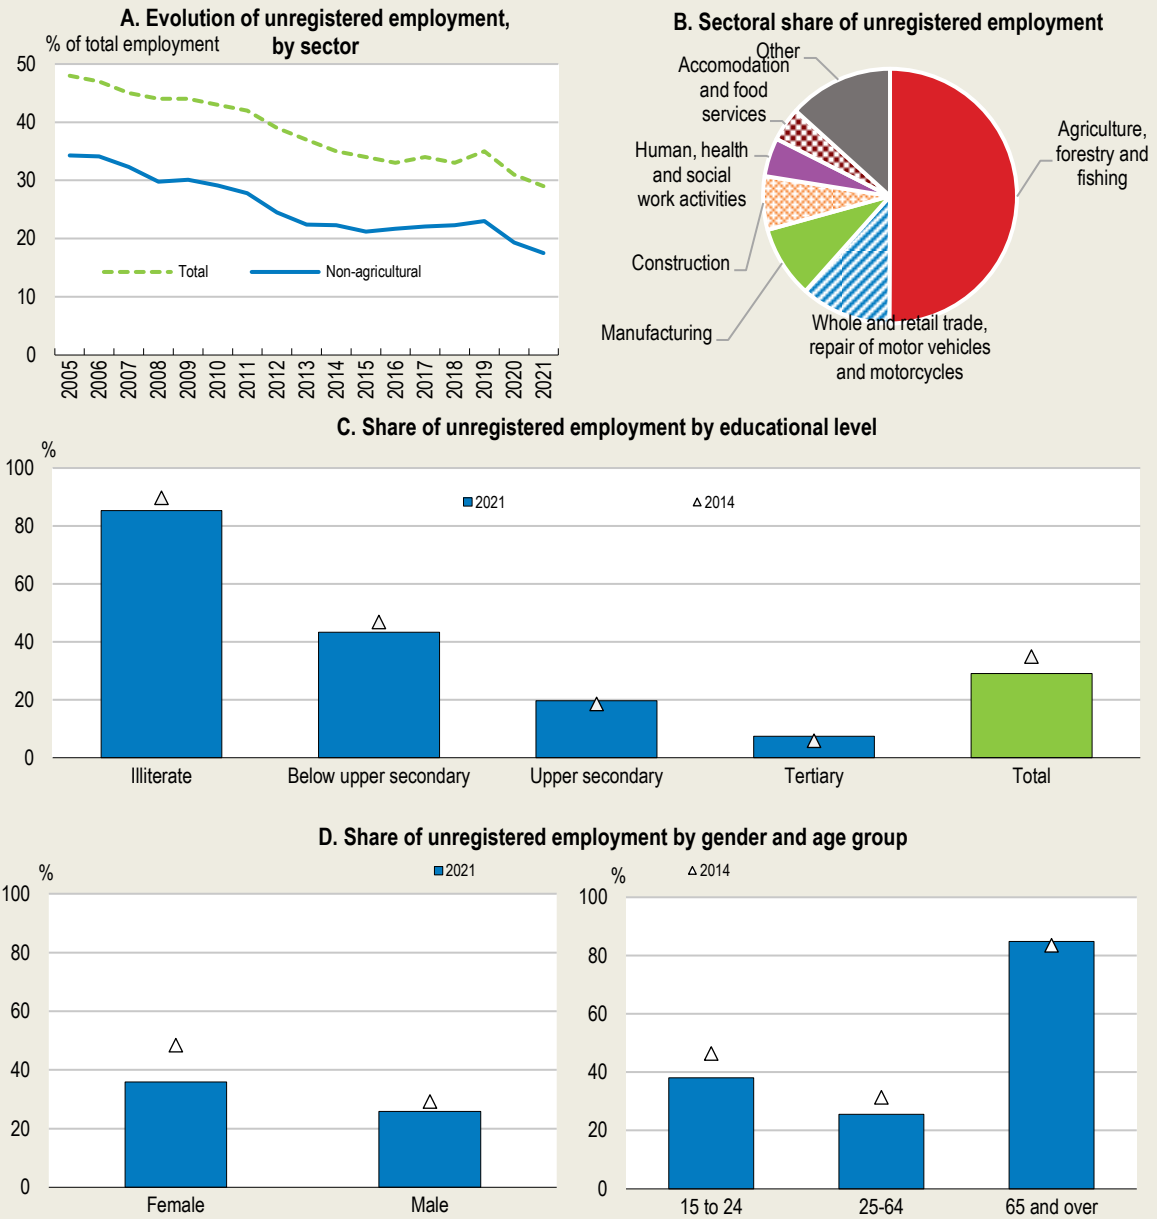 A. Evolution of unregistered employment,
by sector
% of total employment
50
40
30
20
10
0
Total
Non-agricultural
2005
2006
2007
2008
2009
2010
2011
2012
2013
2014
2015
2016
2017
2018
2019
2020
2021
B. Sectoral share of unregistered employment
Other
Accomodation
and food
services
Human, health
and social
work activities
Construction
Manufacturing
Whole and retail trade,
repair of motor vehicles
and motorcycles
Agriculture,
forestry and
fishing
C. Share of unregistered employment by educational level
%
100
80
60
40
20
0
2021
2014
Illiterate
Below upper secondary
Upper secondary
Tertiary
Total
D. Share of unregistered employment by gender and age group
2021
2014
%
100
80
60
40
20
0
Female
Male
%
100
80
60
40
20
0
15 to 24
25-64
65 and over